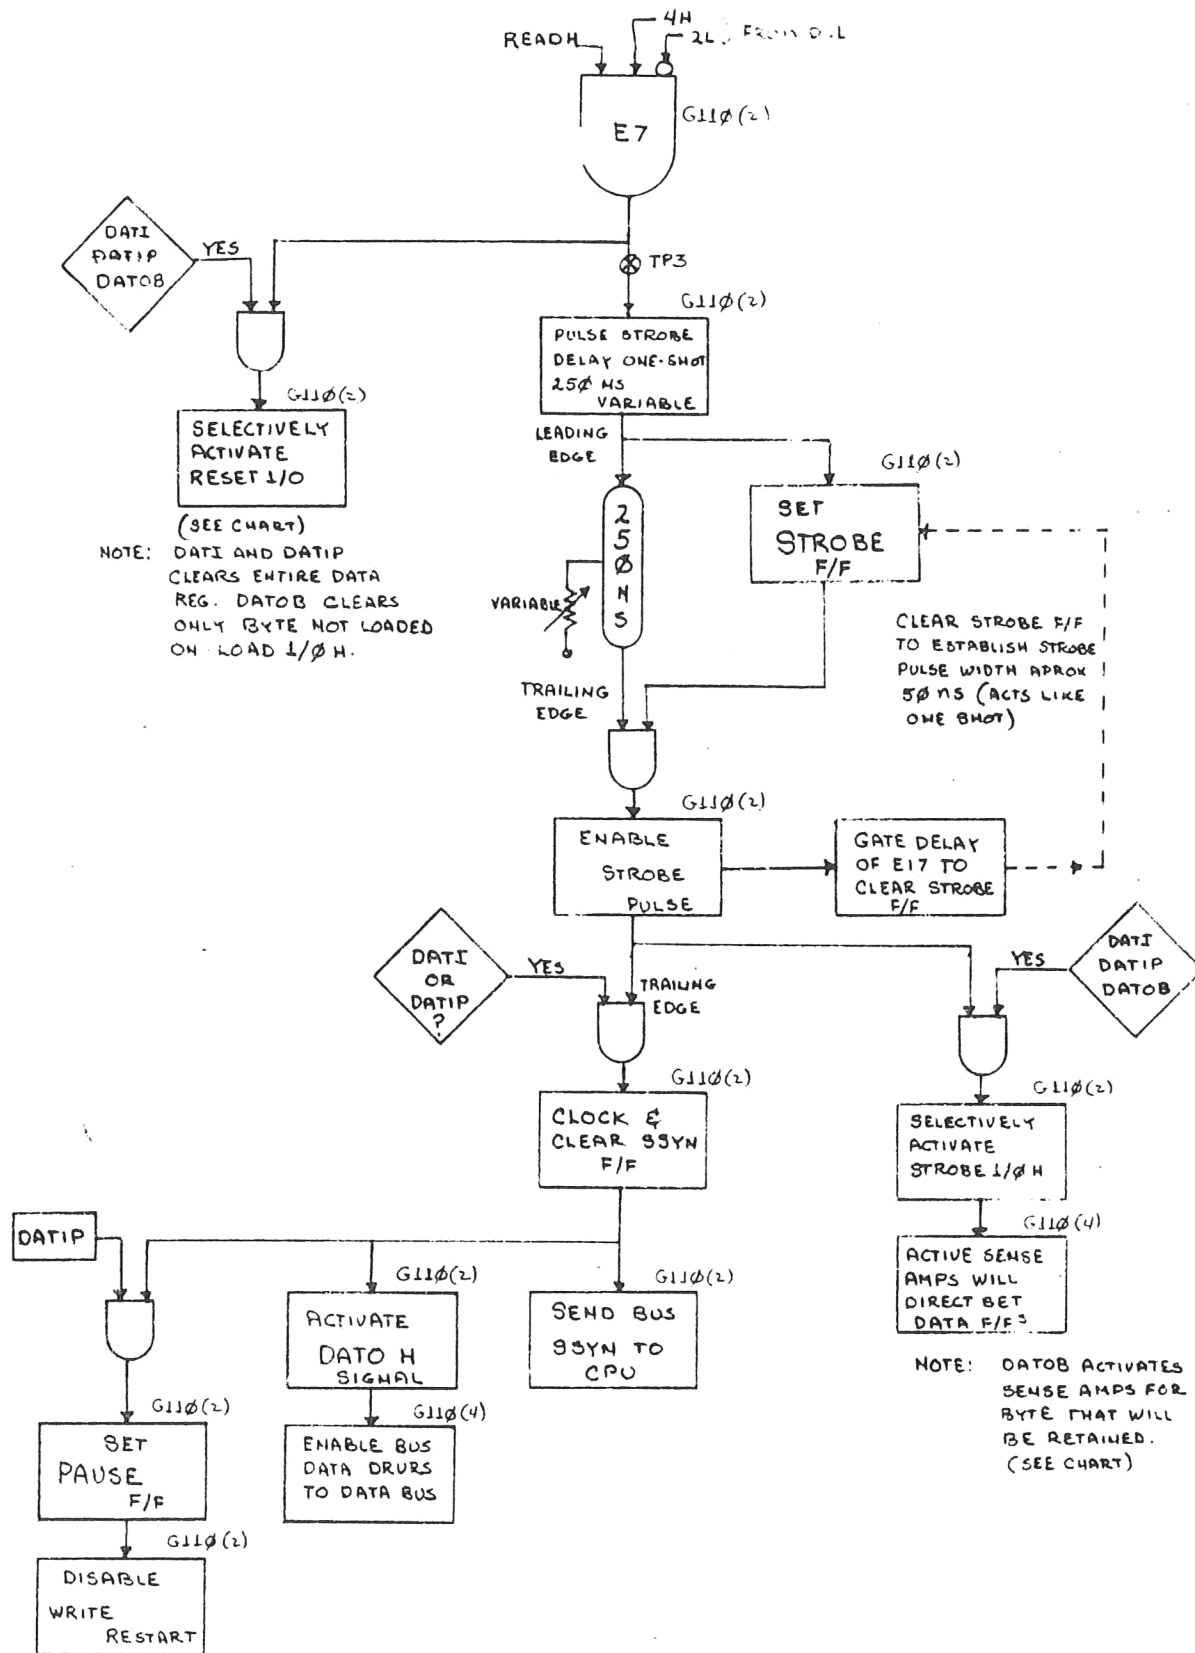 4H
READH
2L } FROM D.L
G11Ø(2)
E7
DATI
DATIP
DATOB
YES
TP3
G11Ø(2)
PULSE STROBE
DELAY ONE-SHOT
25Ø NS
VARIABLE
G11Ø(2)
SELECTIVELY
ACTIVATE
RESET 1/0
(SEE CHART)
NOTE: DATI AND DATIP
CLEARS ENTIRE DATA
REG. DATOB CLEARS
ONLY BYTE NOT LOADED
ON LOAD 1/Ø H.
LEADING
EDGE
25Ø NS
VARIABLE
G11Ø(2)
SET
STROBE
F/F
TRAILING
EDGE
CLEAR STROBE F/F
TO ESTABLISH STROBE
PULSE WIDTH APROX
5Ø NS (ACTS LIKE
ONE SHOT)
G11Ø(2)
ENABLE
STROBE
PULSE
GATE DELAY
OF E17 TO
CLEAR STROBE
F/F
DATI
OR
DATIP
?
YES
TRAILING
EDGE
YES
DATI
DATIP
DATOB
G11Ø(2)
CLOCK &
CLEAR SSYN
F/F
G11Ø(2)
SELECTIVELY
ACTIVATE
STROBE 1/Ø H
G11Ø(4)
ACTIVE SENSE
AMPS WILL
DIRECT SET
DATA F/FS
NOTE: DATOB ACTIVATES
SENSE AMPS FOR
BYTE THAT WILL
BE RETAINED.
(SEE CHART)
DATIP
G11Ø(2)
ACTIVATE
DATO H
SIGNAL
G11Ø(2)
SEND BUS
SSYN TO
CPU
G11Ø(2)
SET
PAUSE
F/F
G11Ø(4)
ENABLE BUS
DATA DRVRS
TO DATA BUS
G11Ø(2)
DISABLE
WRITE
RESTART